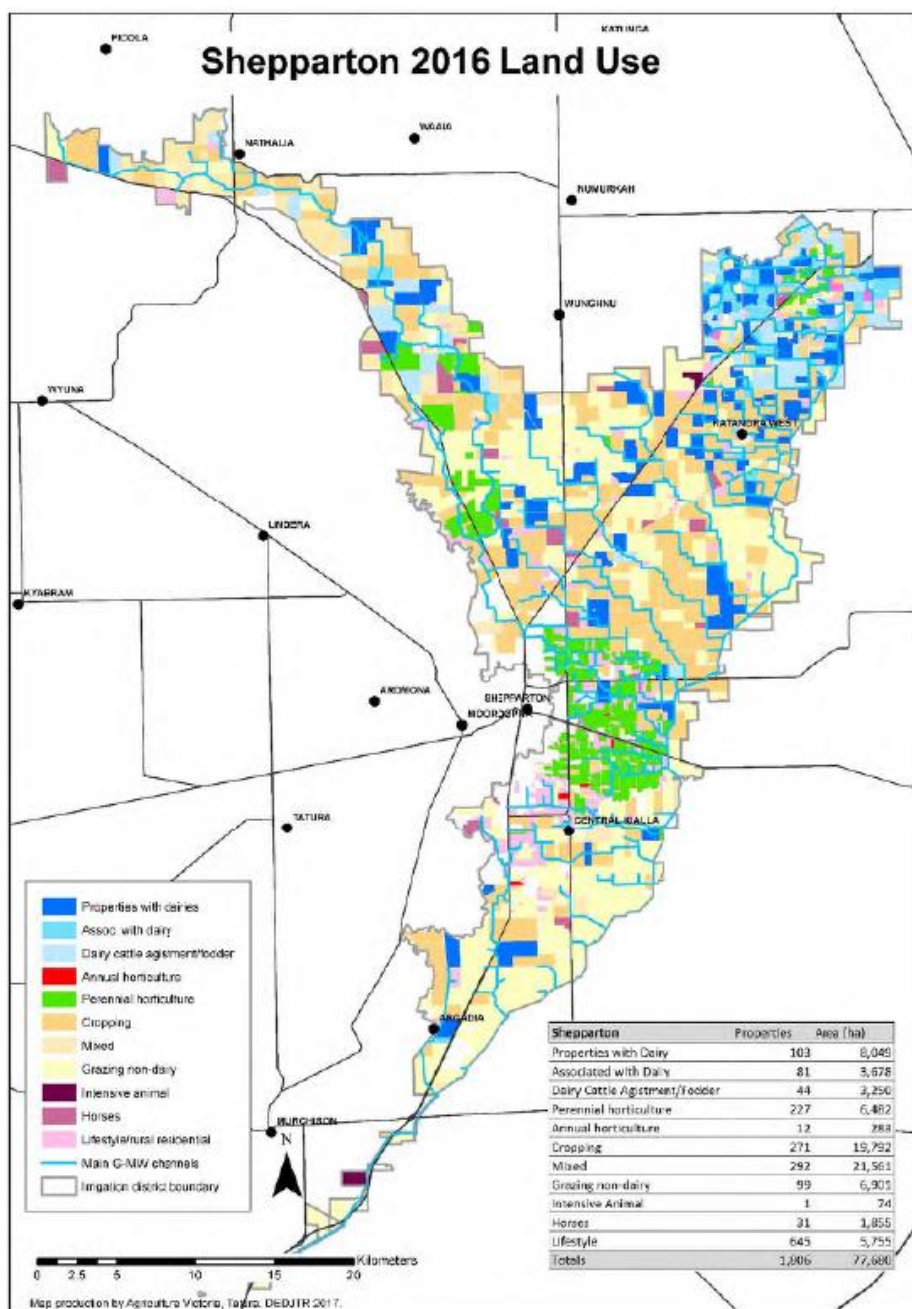 PICOLA
KATUNGA
Shepparton 2016 Land Use
WAAIA
NATHALIA
NUMURKAH
WUNGHNU
WYUNA
KATANDRA WEST
UNDERA
KYABRAM
ARDMONA
SHEPPARTON
MOOROOPNA
TATURA
CENTRAL KIALLA
ARCADIA
MURCHISON
Properties with dairies
Assoc. with dairy
Dairy cattle agistment/fodder
Annual horticulture
Perennial horticulture
Cropping
Mixed
Grazing non-dairy
Intensive animal
Horses
Lifestyle/rural residential
Main G-MW channels
Irrigation district boundary
N
Shepparton Properties Area (ha)
Properties with Dairy 103 8,049
Associated with Dairy 81 3,678
Dairy Cattle Agistment/Fodder 44 3,250
Perennial horticulture 227 6,482
Annual horticulture 12 283
Cropping 271 19,792
Mixed 292 21,561
Grazing non-dairy 99 6,901
Intensive Animal 1 74
Horses 31 1,855
Lifestyle 645 5,755
Totals 1,806 77,680
Kilometers
0 2.5 5 10 15 20
Map production by Agriculture Victoria, Tatura. DEDJTR 2017.